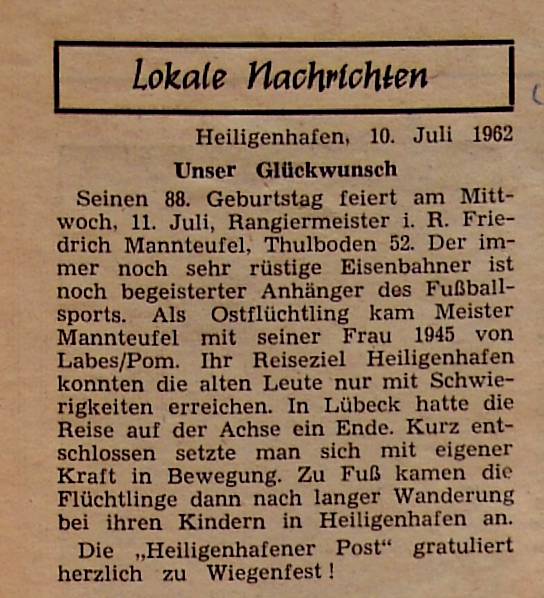 Lokale Nachrichten
Heiligenhafen, 10. Juli 1962
Unser Glückwunsch
Seinen 88. Geburtstag feiert am Mitt-
woch, 11. Juli, Rangiermeister i. R. Frie-
drich Mannteufel, Thulboden 52. Der im-
mer noch sehr rüstige Eisenbahner ist
noch begeisterter Anhänger des Fußball-
sports. Als Ostflüchtling kam Meister
Mannteufel mit seiner Frau 1945 von
Labes/Pom. Ihr Reiseziel Heiligenhafen
konnten die alten Leute nur mit Schwie-
rigkeiten erreichen. In Lübeck hatte die
Reise auf der Achse ein Ende. Kurz ent-
schlossen setzte man sich mit eigener
Kraft in Bewegung. Zu Fuß kamen die
Flüchtlinge dann nach langer Wanderung
bei ihren Kindern in Heiligenhafen an.
Die „Heiligenhafener Post“ gratuliert
herzlich zu Wiegenfest!